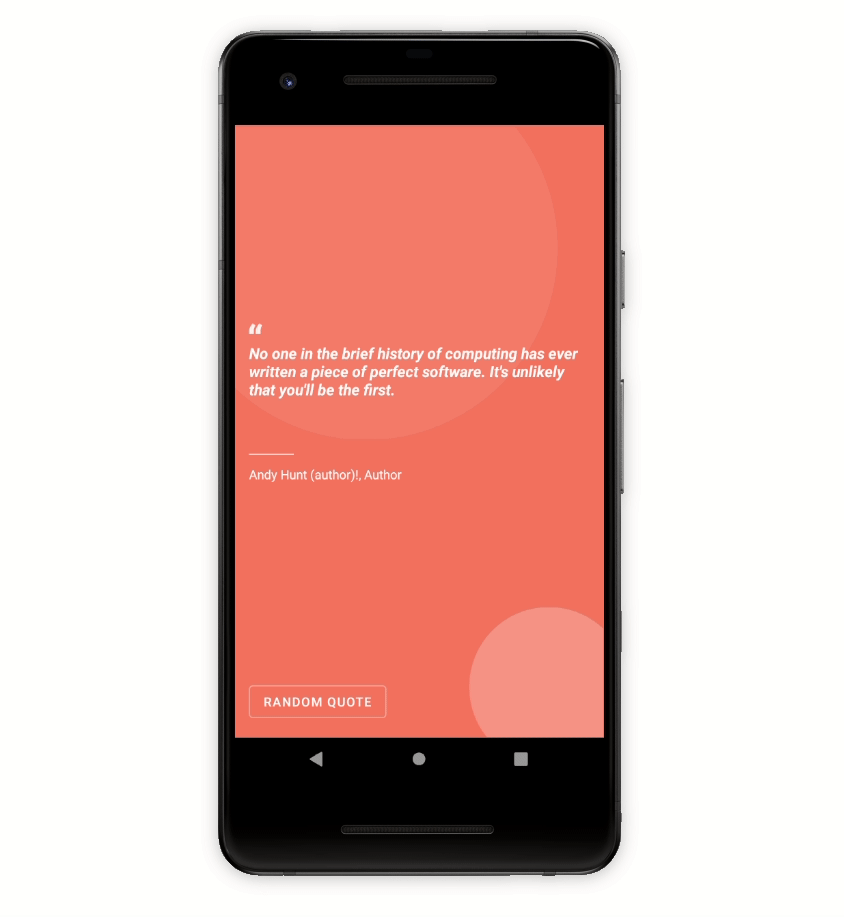 “
No one in the brief history of computing has ever
written a piece of perfect software. It's unlikely
that you'll be the first.
Andy Hunt (author)!, Author
RANDOM QUOTE